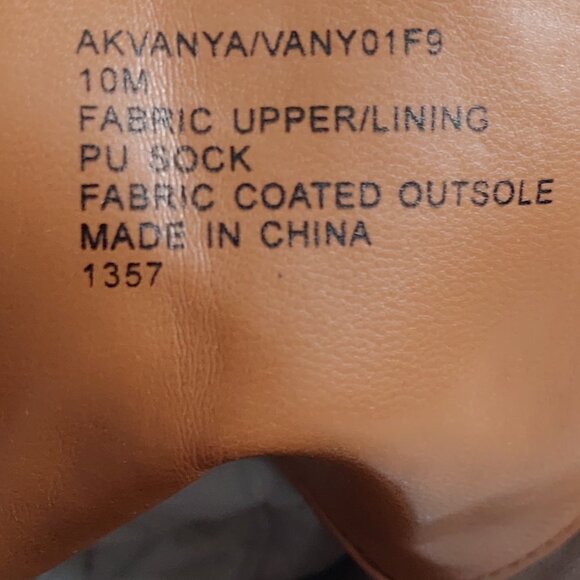 AKVANYA/VANY01F9
10M
FABRIC UPPER/LINING
PU SOCK
FABRIC COATED OUTSOLE
MADE IN CHINA
1357